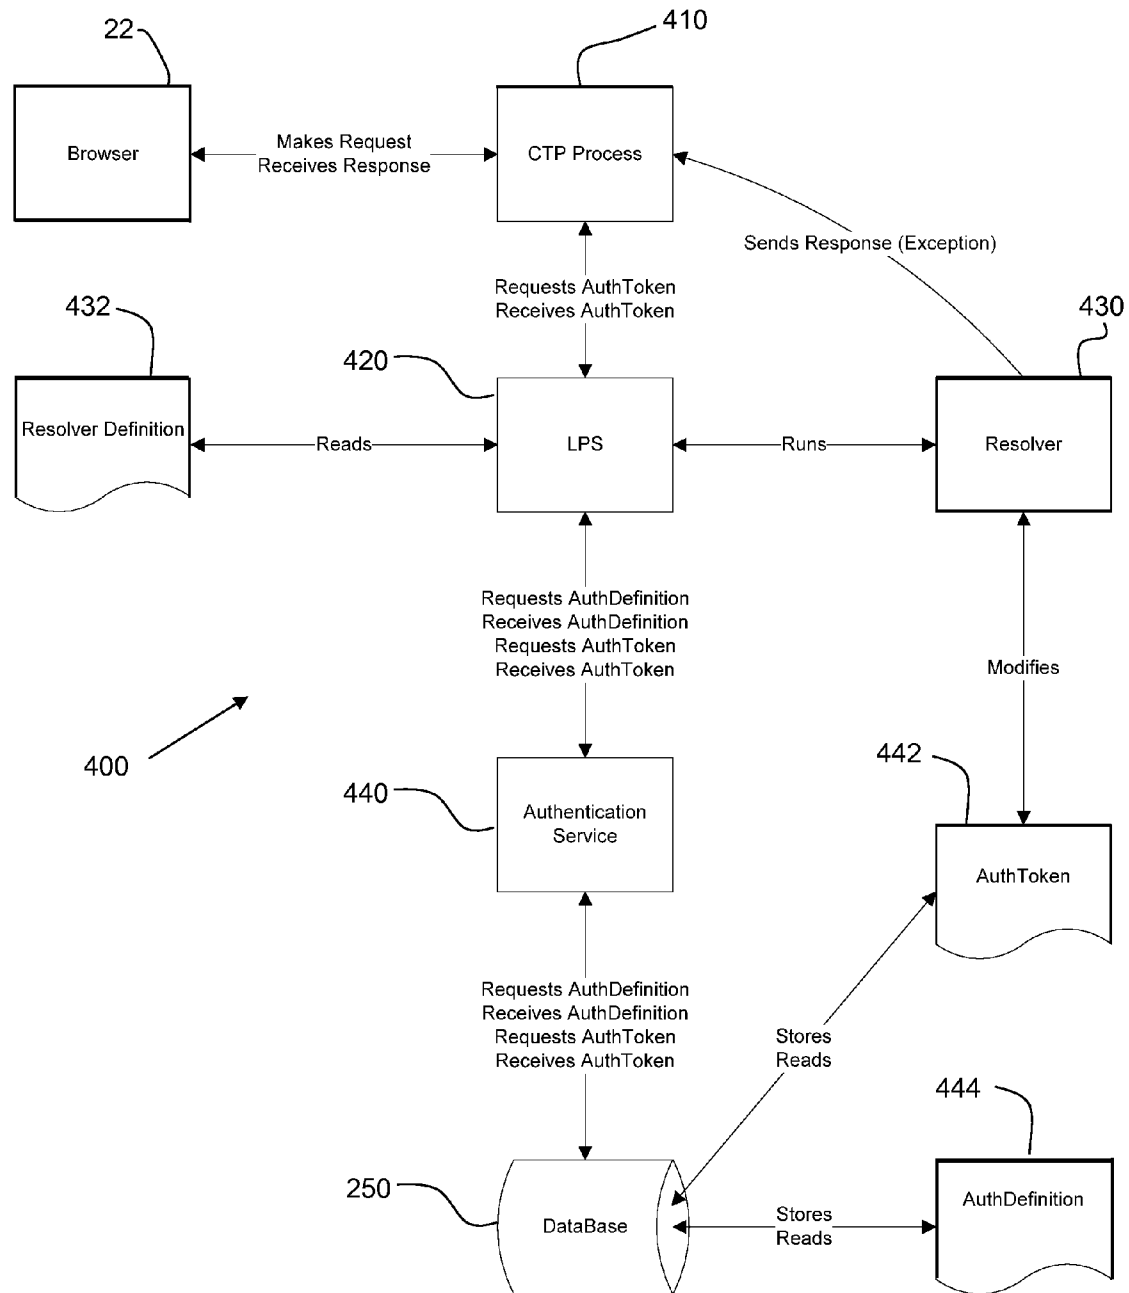 22
410
Browser
Makes Request
Receives Response
CTP Process
Sends Response (Exception)
Requests AuthToken
Receives AuthToken
432
420
430
Resolver Definition
Reads
LPS
Runs
Resolver
Requests AuthDefinition
Receives AuthDefinition
Requests AuthToken
Receives AuthToken
Modifies
400
440
442
Authentication
Service
AuthToken
Requests AuthDefinition
Receives AuthDefinition
Requests AuthToken
Receives AuthToken
Stores
Reads
444
250
DataBase
Stores
Reads
AuthDefinition